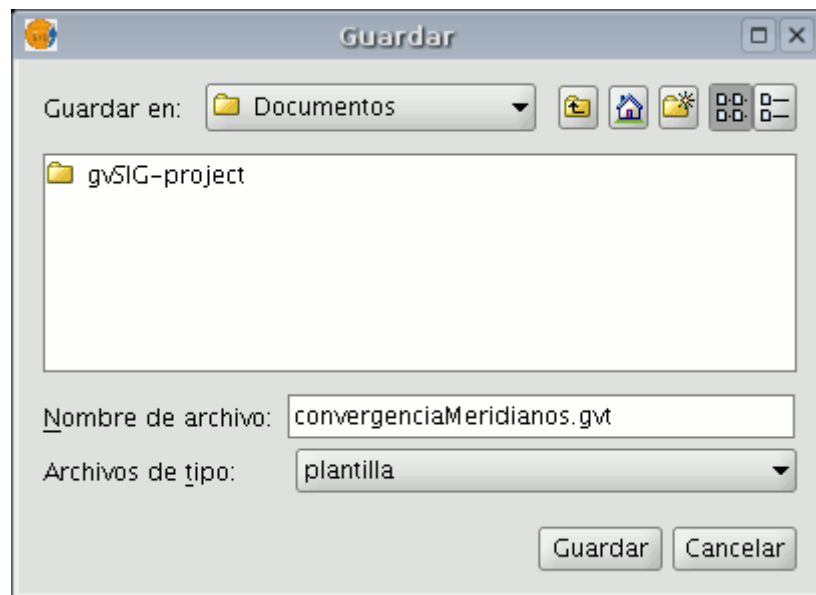 Guardar
Guardar en: Documentos
gvSIG-project
Nombre de archivo: convergenciaMeridianos.gvt
Archivos de tipo: plantilla
Guardar Cancelar